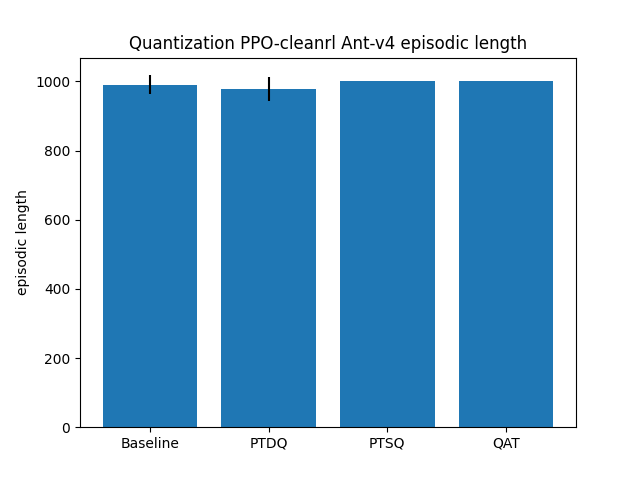 Quantization PPO-cleanrl Ant-v4 episodic length
episodic length
1000
800
600
400
200
0
Baseline PTDQ PTSQ QAT